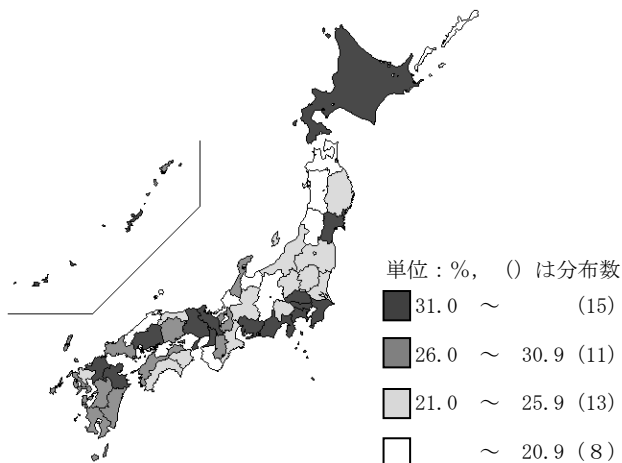 単位：％，　（）は分布数
31.0　～　　　　（15）
26.0　～　30.9（11）
21.0　～　25.9（13）
～　20.9（８）